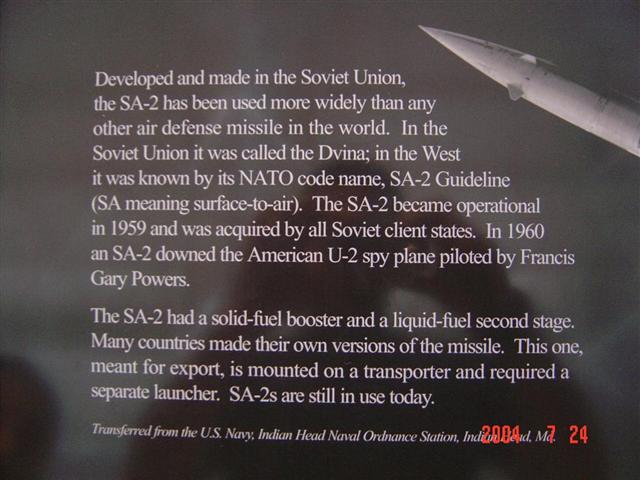 Developed and made in the Soviet Union,
the SA-2 has been used more widely than any
other air defense missile in the world. In the
Soviet Union it was called the Dvina; in the West
it was known by its NATO code name, SA-2 Guideline
(SA meaning surface-to-air). The SA-2 became operational
in 1959 and was acquired by all Soviet client states. In 1960
an SA-2 downed the American U-2 spy plane piloted by Francis
Gary Powers.
The SA-2 had a solid-fuel booster and a liquid-fuel second stage.
Many countries made their own versions of the missile. This one,
meant for export, is mounted on a transporter and required a
separate launcher. SA-2s are still in use today.
Transferred from the U.S. Navy, Indian Head Naval Ordnance Station, Indian Head, Md.
2004 7 24